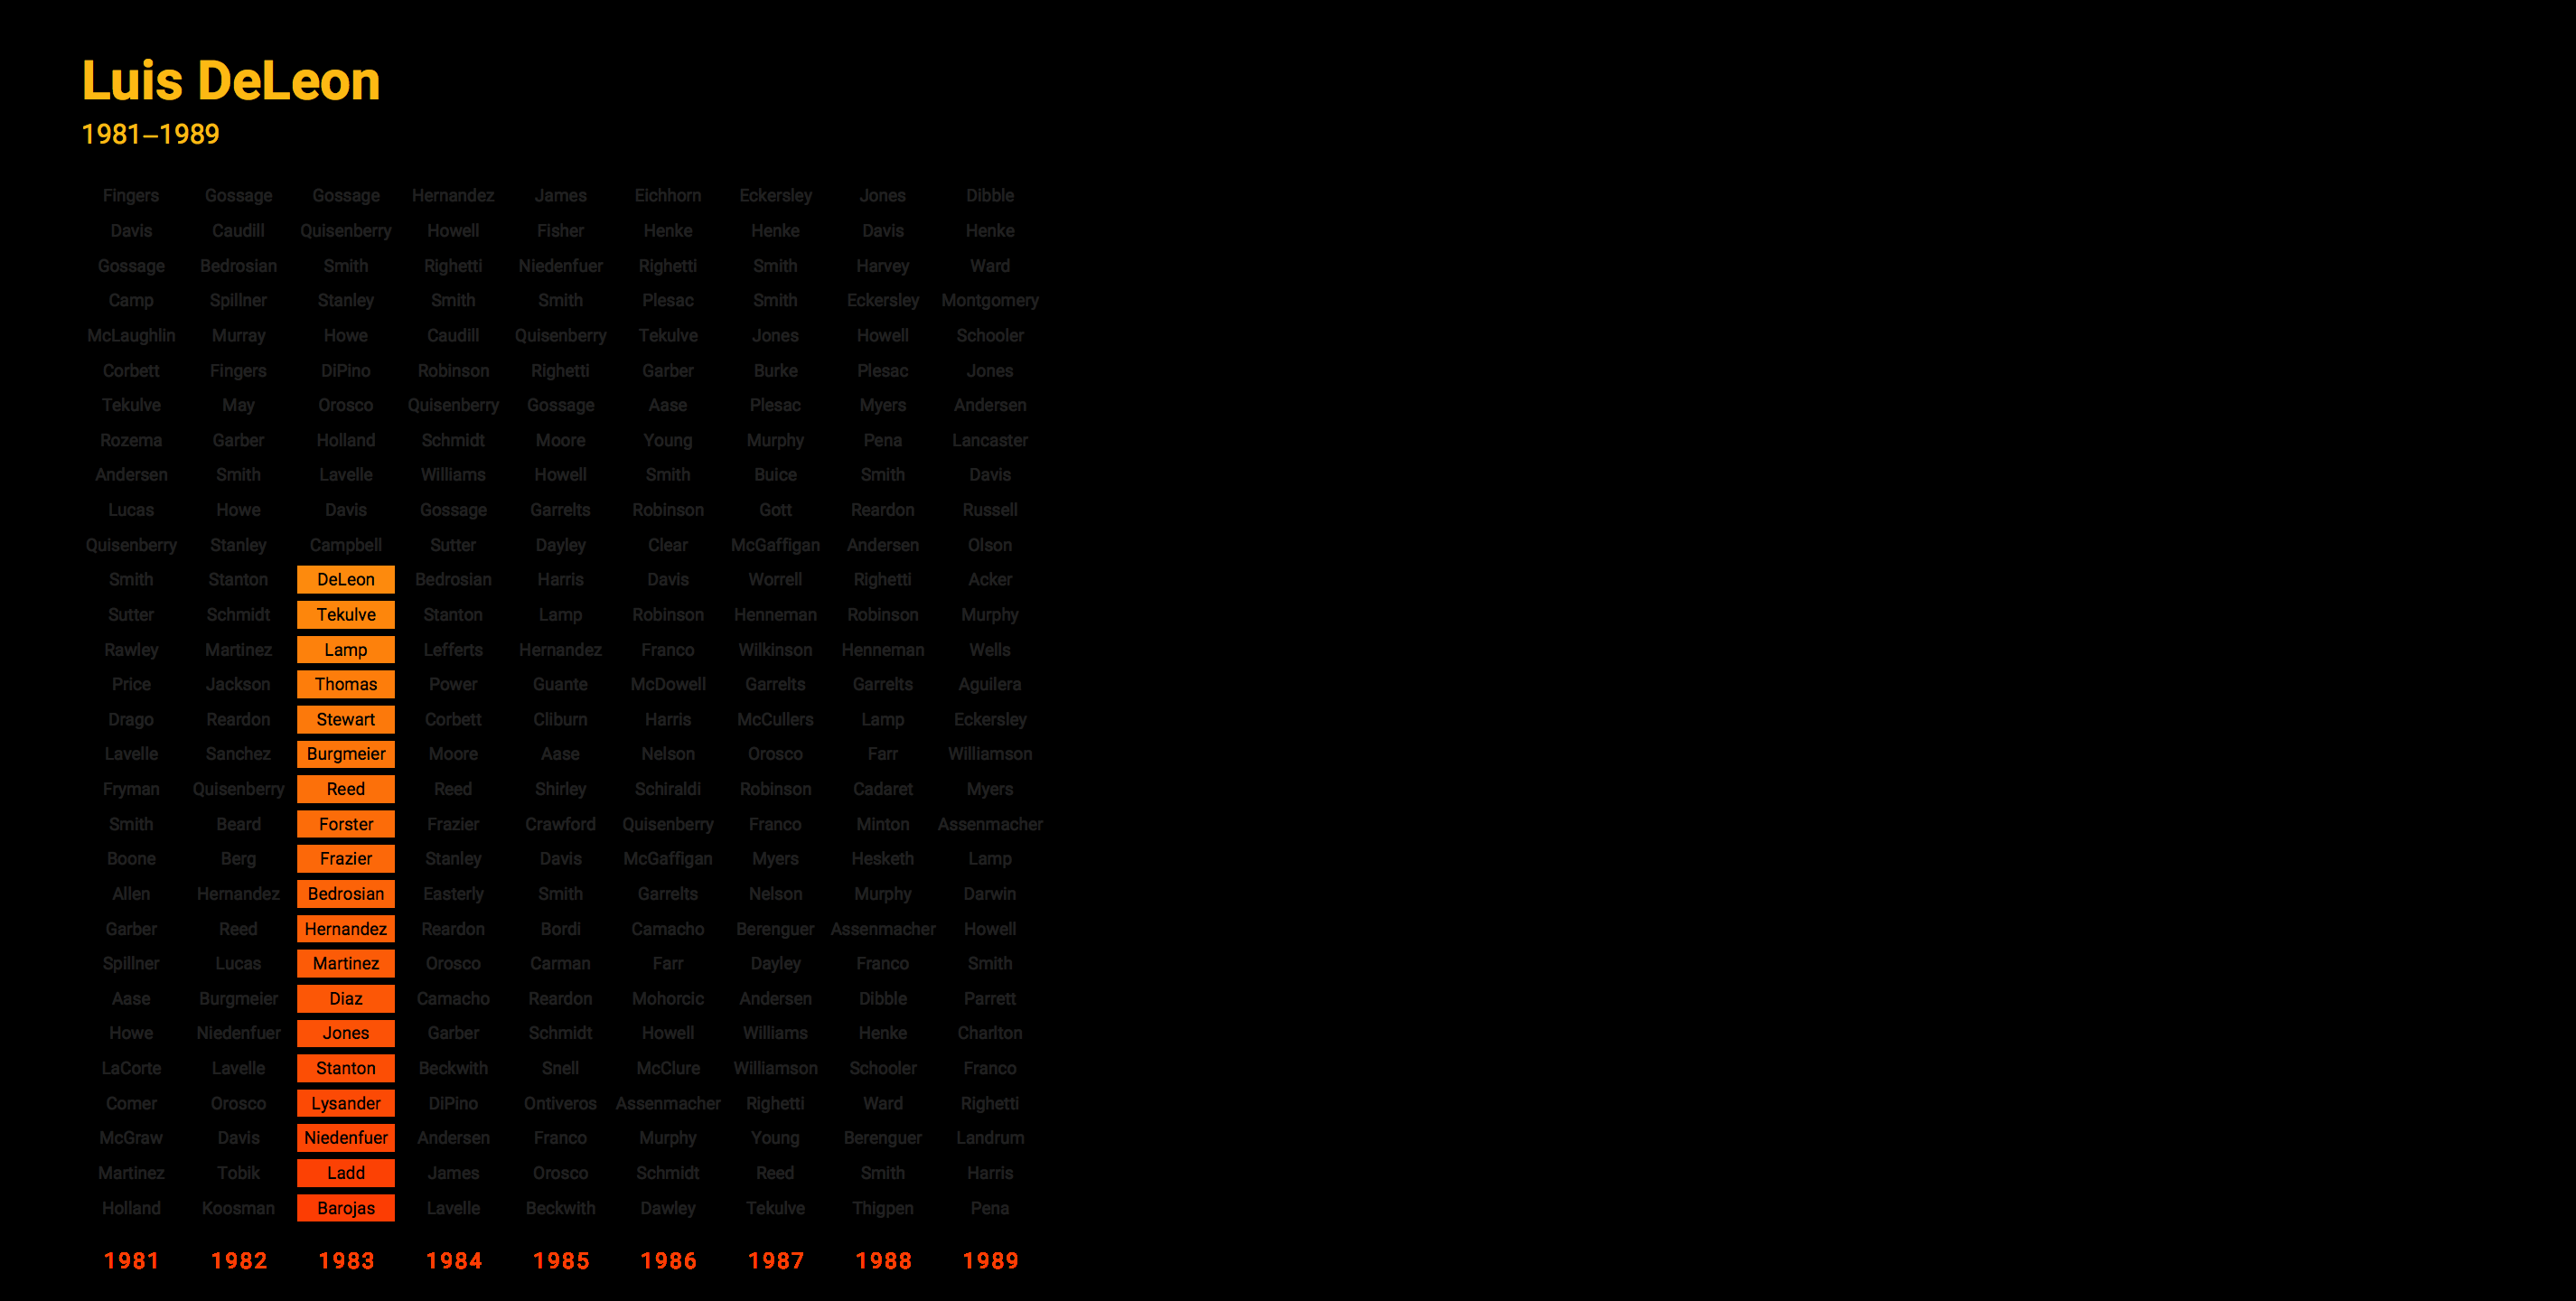 Luis DeLeon
1981–1989
Fingers Gossage Gossage Hernandez James Eichhorn Eckersley Jones Dibble
Davis Caudill Quisenberry Howell Fisher Henke Henke Davis Henke
Gossage Bedrosian Smith Righetti Niedenfuer Righetti Smith Harvey Ward
Camp Spillner Stanley Smith Smith Plesac Smith Eckersley Montgomery
McLaughlin Murray Howe Caudill Quisenberry Tekulve Jones Howell Schooler
Corbett Fingers DiPino Robinson Righetti Garber Burke Plesac Jones
Tekulve May Orosco Quisenberry Gossage Aase Plesac Myers Andersen
Rozema Garber Holland Schmidt Moore Young Murphy Pena Lancaster
Andersen Smith Lavelle Williams Howell Smith Buice Smith Davis
Lucas Howe Davis Gossage Garrelts Robinson Gott Reardon Russell
Quisenberry Stanley Campbell Sutter Dayley Clear McGaffigan Andersen Olson
Smith Stanton DeLeon Bedrosian Harris Davis Worrell Righetti Acker
Sutter Schmidt Tekulve Stanton Lamp Robinson Henneman Robinson Murphy
Rawley Martinez Lamp Lefferts Hernandez Franco Wilkinson Henneman Wells
Price Jackson Thomas Power Guante McDowell Garrelts Garrelts Aguilera
Drago Reardon Stewart Corbett Cliburn Harris McCullers Lamp Eckersley
Lavelle Sanchez Burgmeier Moore Aase Nelson Orosco Farr Williamson
Fryman Quisenberry Reed Reed Shirley Schiraldi Robinson Cadaret Myers
Smith Beard Forster Frazier Crawford Quisenberry Franco Minton Assenmacher
Boone Berg Frazier Stanley Davis McGaffigan Myers Hesketh Lamp
Allen Hernandez Bedrosian Easterly Smith Garrelts Nelson Murphy Darwin
Garber Reed Hernandez Reardon Bordi Camacho Berenguer Assenmacher Howell
Spillner Lucas Martinez Orosco Carman Farr Dayley Franco Smith
Aase Burgmeier Diaz Camacho Reardon Mohorcic Andersen Dibble Parrett
Howe Niedenfuer Jones Garber Schmidt Howell Williams Henke Charlton
LaCorte Lavelle Stanton Beckwith Snell McClure Williamson Schooler Franco
Comer Orosco Lysander DiPino Ontiveros Assenmacher Righetti Ward Righetti
McGraw Davis Niedenfuer Andersen Franco Murphy Young Berenguer Landrum
Martinez Tobik Ladd James Orosco Schmidt Reed Smith Harris
Holland Koosman Barojas Lavelle Beckwith Dawley Tekulve Thigpen Pena
1981 1982 1983 1984 1985 1986 1987 1988 1989